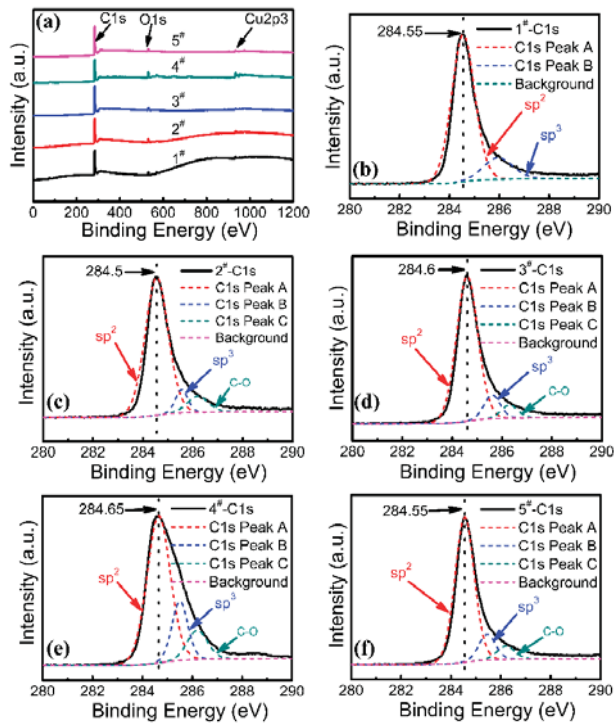 (a)
C1s
O1s
Cu2p3
5#
4#
3#
2#
1#
Intensity (a.u.)
0 200 400 600 800 1000 1200
Binding Energy (eV)
284.55
1#-C1s
C1s Peak A
C1s Peak B
Background
sp2
sp3
(b)
Intensity (a.u.)
280 282 284 286 288 290
Binding Energy (eV)
284.5
2#-C1s
C1s Peak A
C1s Peak B
C1s Peak C
Background
sp2
sp3
C-O
(c)
Intensity (a.u.)
280 282 284 286 288 290
Binding Energy (eV)
284.6
3#-C1s
C1s Peak A
C1s Peak B
C1s Peak C
Background
sp2
sp3
C-O
(d)
Intensity (a.u.)
280 282 284 286 288 290
Binding Energy (eV)
284.65
4#-C1s
C1s Peak A
C1s Peak B
C1s Peak C
Background
sp2
sp3
C-O
(e)
Intensity (a.u.)
280 282 284 286 288 290
Binding Energy (eV)
284.55
5#-C1s
C1s Peak A
C1s Peak B
C1s Peak C
Background
sp2
sp3
C-O
(f)
Intensity (a.u.)
280 282 284 286 288 290
Binding Energy (eV)